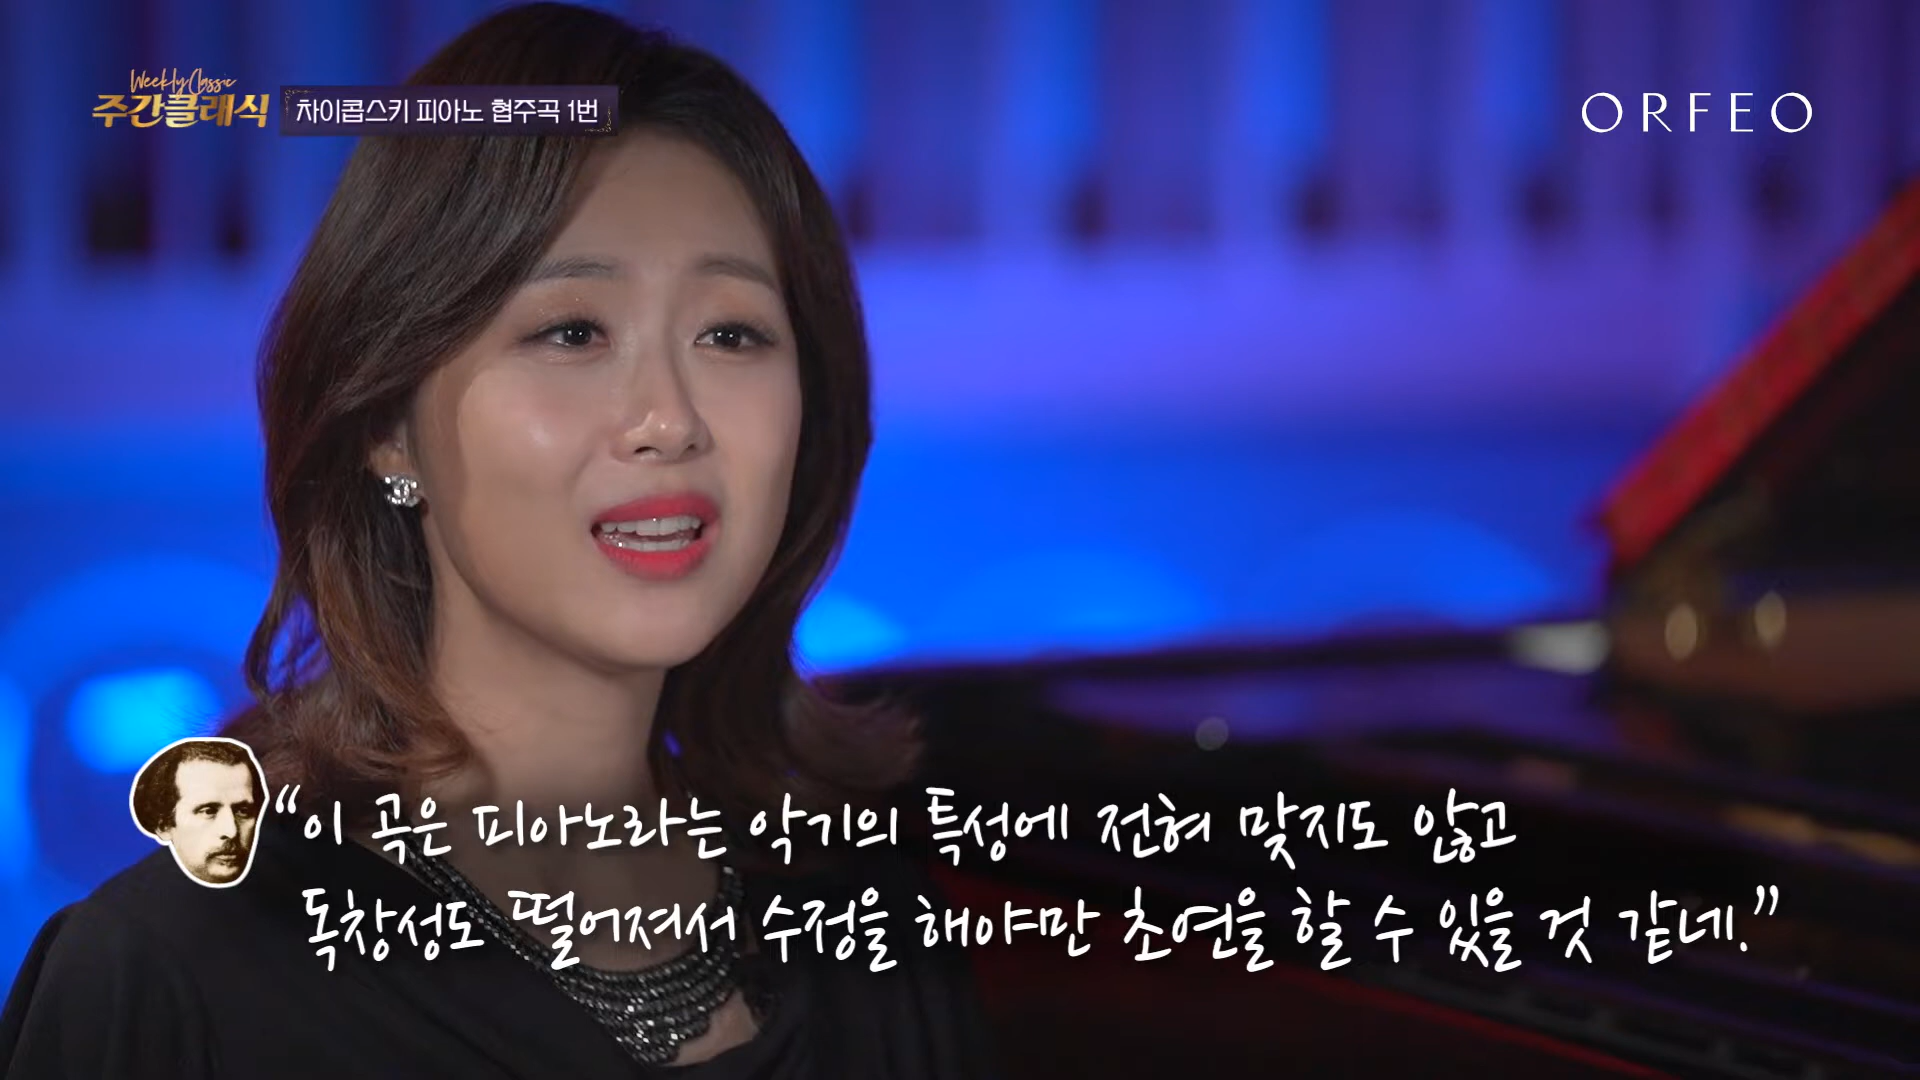 Weekly Classic
주간클래식
차이콥스키 피아노 협주곡 1번
ORFEO
“이 곡은 피아노라는 악기의 특성에 전혀 맞지도 않고
독창성도 떨어져서 수정을 해야만 초연을 할 수 있을 것 같네.”